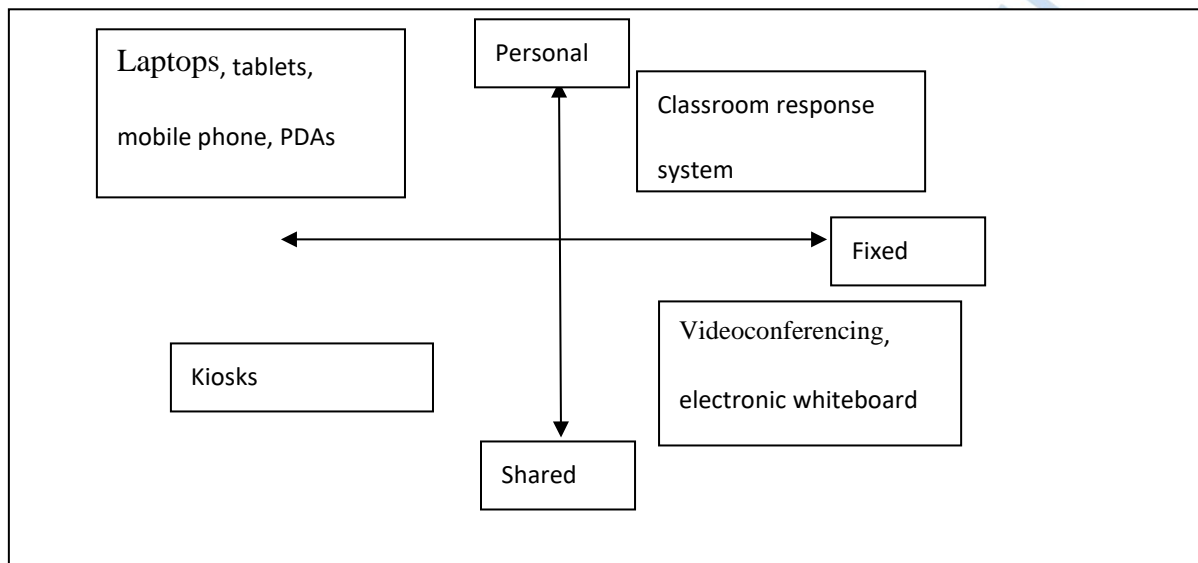 Laptops, tablets,
mobile phone, PDAs
Personal
Classroom response
system
Fixed
Kiosks
Videoconferencing,
electronic whiteboard
Shared